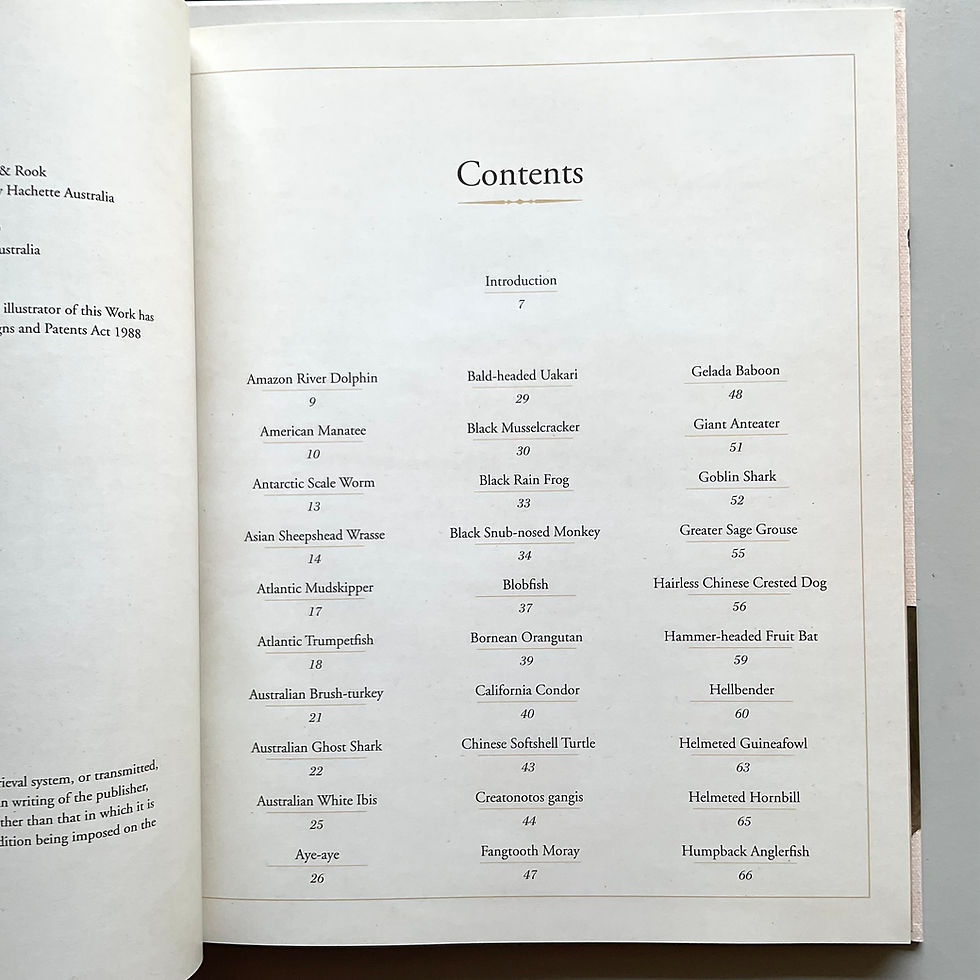 & Rook
Hachette Australia
ustralia
illustrator of this Work has
gns and Patents Act 1988
ieval system, or transmitted,
n writing of the publisher,
ther than that in which it is
dition being imposed on the
Contents
Introduction
7
Amazon River Dolphin
9
American Manatee
10
Antarctic Scale Worm
13
Asian Sheepshead Wrasse
14
Atlantic Mudskipper
17
Atlantic Trumpetfish
18
Australian Brush-turkey
21
Australian Ghost Shark
22
Australian White Ibis
25
Aye-aye
26
Bald-headed Uakari
29
Black Musselcracker
30
Black Rain Frog
33
Black Snub-nosed Monkey
34
Blobfish
37
Bornean Orangutan
39
California Condor
40
Chinese Softshell Turtle
43
Creatonotos gangis
44
Fangtooth Moray
47
Gelada Baboon
48
Giant Anteater
51
Goblin Shark
52
Greater Sage Grouse
55
Hairless Chinese Crested Dog
56
Hammer-headed Fruit Bat
59
Hellbender
60
Helmeted Guineafowl
63
Helmeted Hornbill
65
Humpback Anglerfish
66